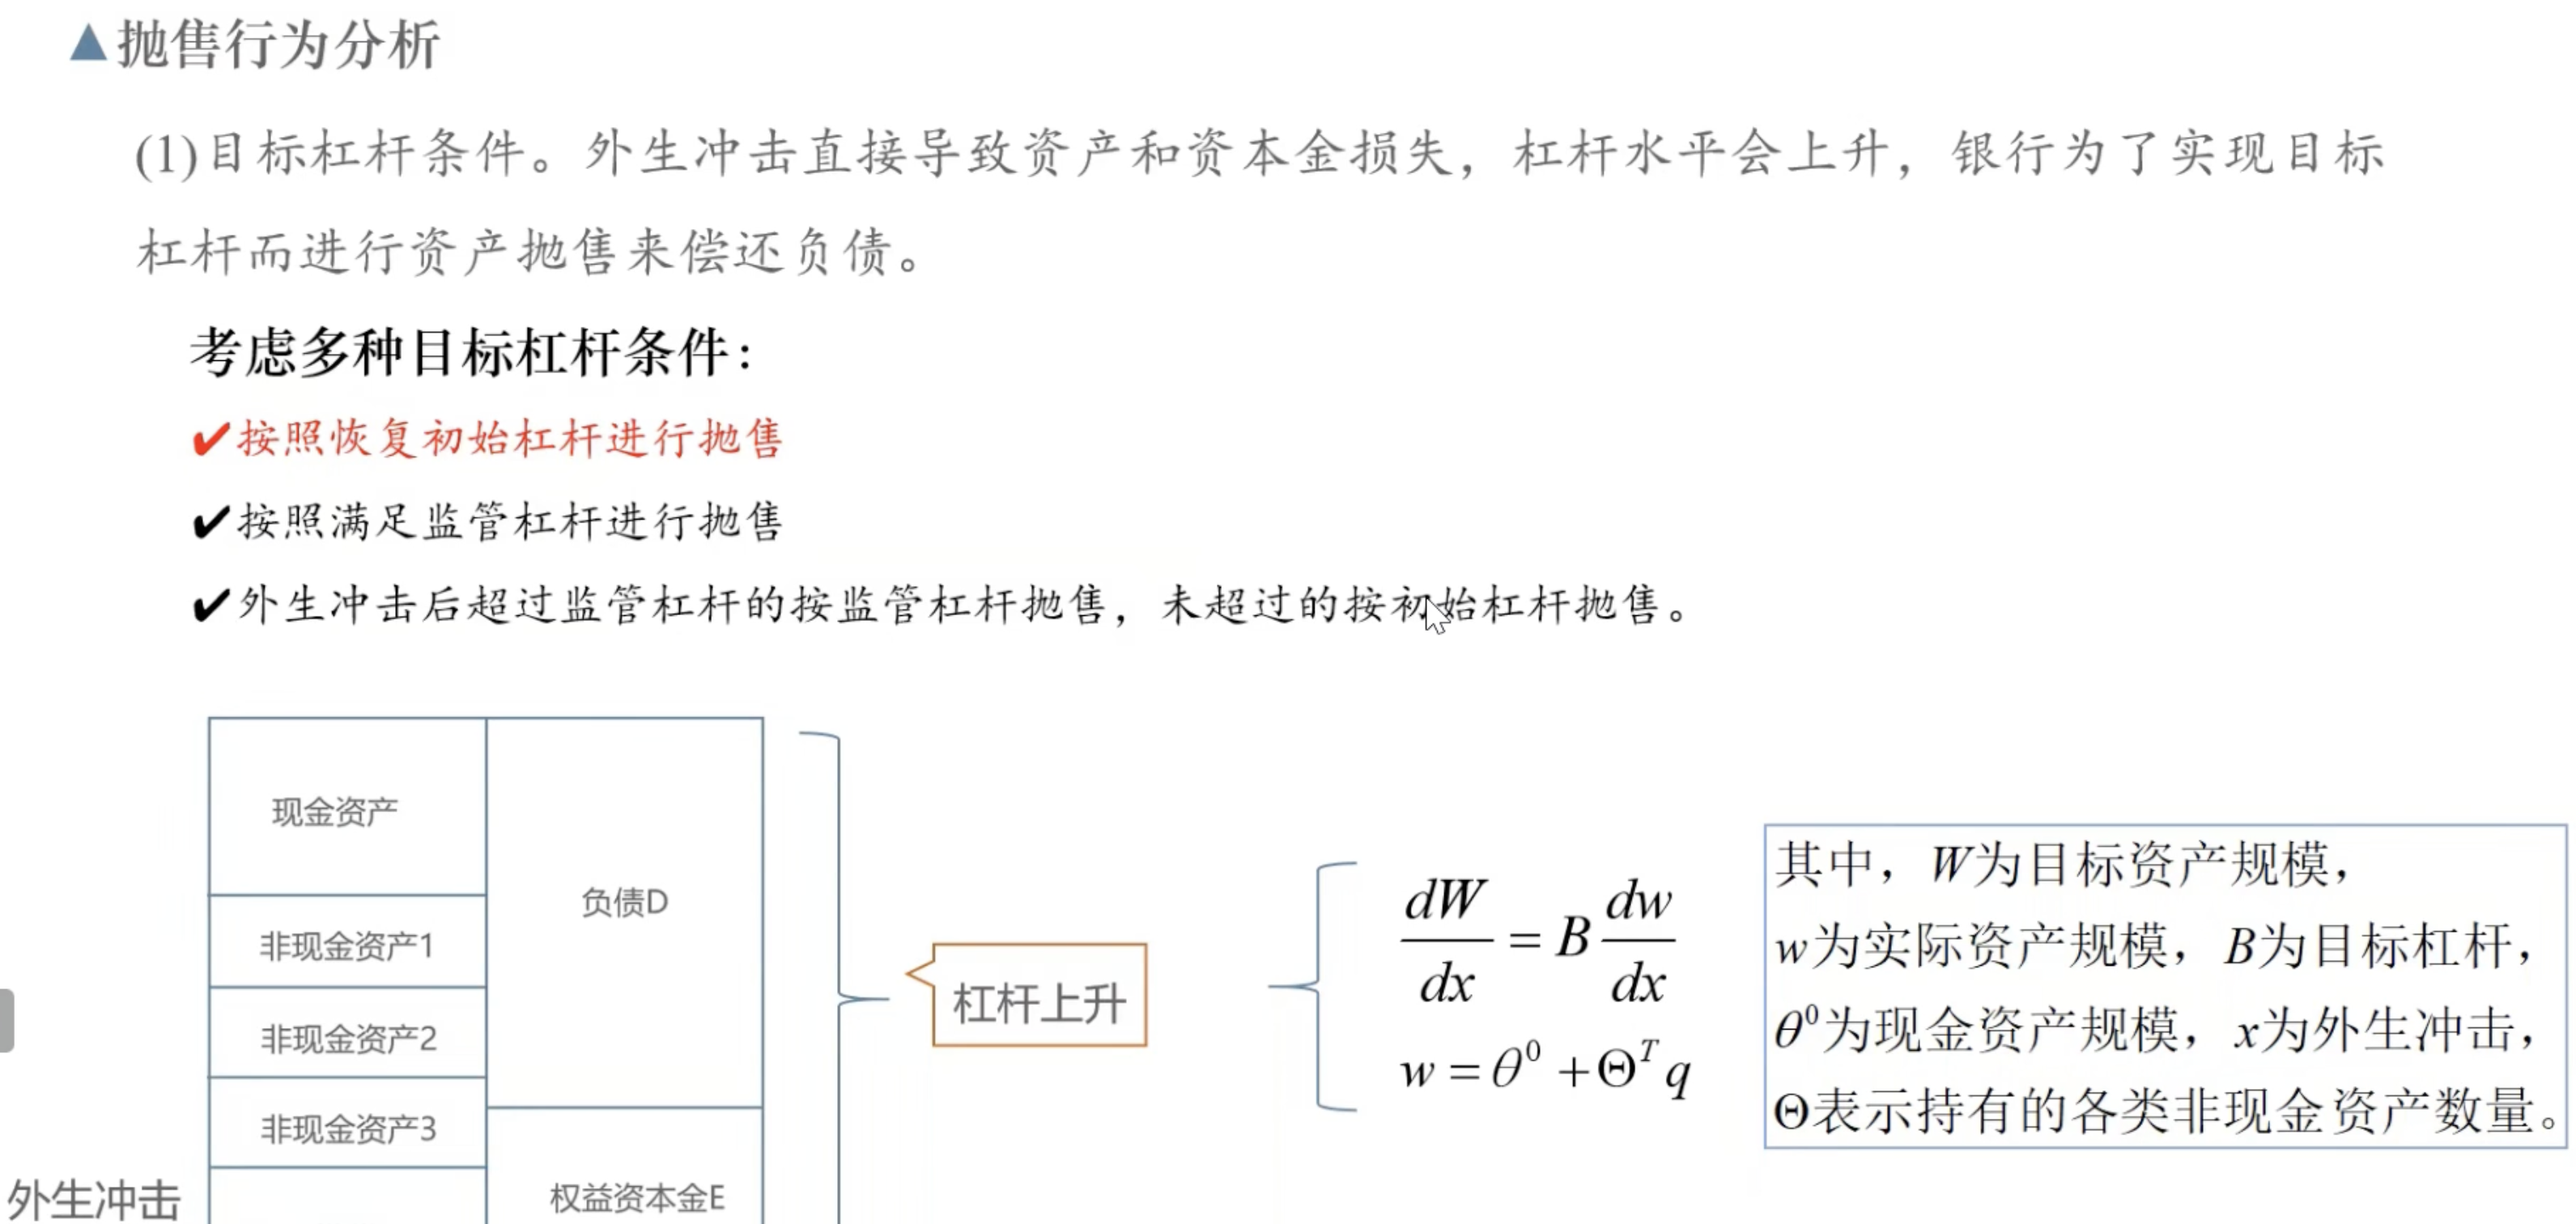 ▲抛售行为分析
(1)目标杠杆条件。外生冲击直接导致资产和资本金损失，杠杆水平会上升，银行为了实现目标
杠杆而进行资产抛售来偿还负债。
考虑多种目标杠杆条件：
✔按照恢复初始杠杆进行抛售
✔按照满足监管杠杆进行抛售
✔外生冲击后超过监管杠杆的按监管杠杆抛售，未超过的按初始杠杆抛售。
现金资产
非现金资产1
非现金资产2
非现金资产3
外生冲击
负债D
权益资本金E
杠杆上升
dW/dx = B dw/dx
w = θ⁰ + Θᵀ q
其中，W为目标资产规模，
w为实际资产规模，B为目标杠杆，
θ⁰为现金资产规模，x为外生冲击，
Θ表示持有的各类非现金资产数量。